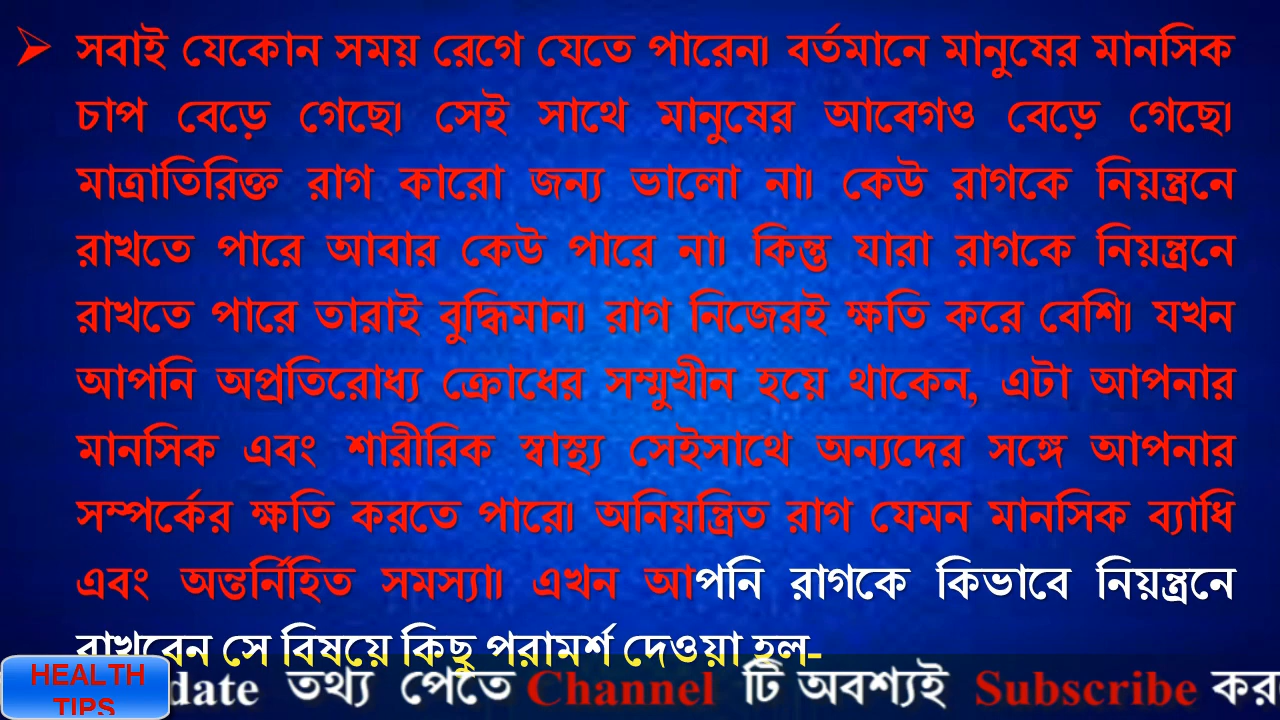 সবাই যেকোন সময় রেগে যেতে পারেন৷ বর্তমানে মানুষের মানসিক
চাপ বেড়ে গেছে৷ সেই সাথে মানুষের আবেগও বেড়ে গেছে৷
মাত্রাতিরিক্ত রাগ কারো জন্য ভালো না৷ কেউ রাগকে নিয়ন্ত্রনে
রাখতে পারে আবার কেউ পারে না৷ কিন্তু যারা রাগকে নিয়ন্ত্রনে
রাখতে পারে তারাই বুদ্ধিমান৷ রাগ নিজেরই ক্ষতি করে বেশি৷ যখন
আপনি অপ্রতিরোধ্য ক্রোধের সম্মুখীন হয়ে থাকেন, এটা আপনার
মানসিক এবং শারীরিক স্বাস্থ্য সেইসাথে অন্যদের সঙ্গে আপনার
সম্পর্কের ক্ষতি করতে পারে৷ অনিয়ন্ত্রিত রাগ যেমন মানসিক ব্যাধি
এবং অন্তর্নিহিত সমস্যা৷ এখন আপনি রাগকে কিভাবে নিয়ন্ত্রনে
রাখবেন সে বিষয়ে কিছু পরামর্শ দেওয়া হল-
HEALTH
TIPS
date তথ্য পেতে Channel টি অবশ্যই Subscribe কর